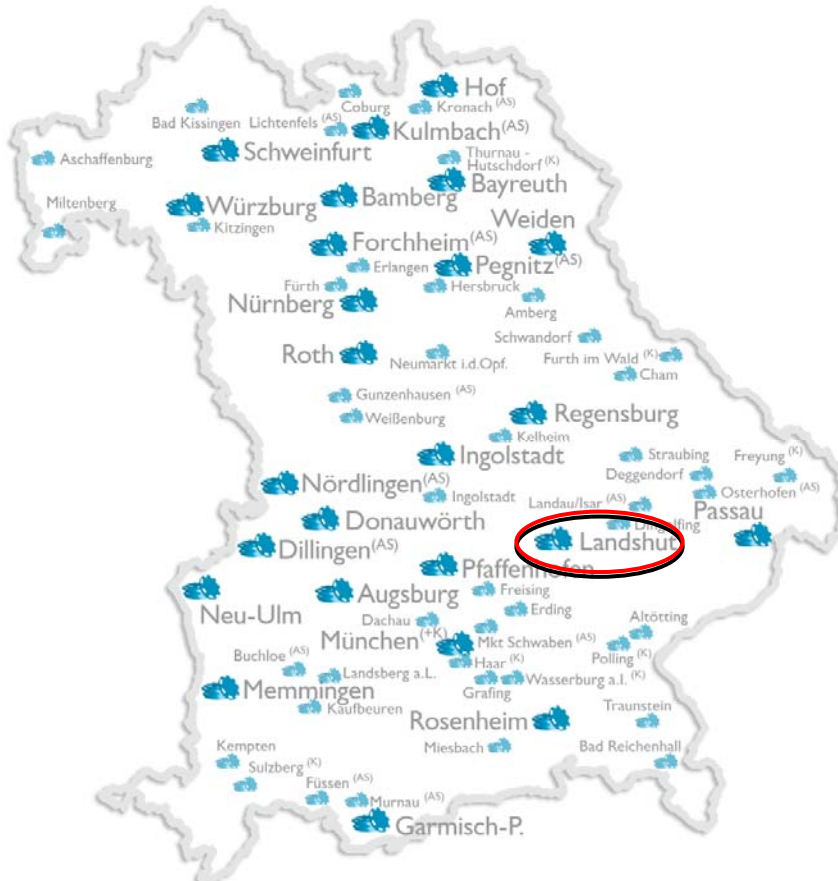 Hof
Coburg
Kronach (AS)
Bad Kissingen
Lichtenfels (AS)
Kulmbach (AS)
Aschaffenburg
Schweinfurt
Thurnau -
Hutschdorf (K)
Bayreuth
Miltenberg
Würzburg
Bamberg
Kitzingen
Weiden
Forchheim (AS)
Erlangen
Pegnitz (AS)
Fürth
Hersbruck
Nürnberg
Amberg
Schwandorf
Roth
Neumarkt i.d.Opf.
Furth im Wald (K)
Cham
Gunzenhausen (AS)
Weißenburg
Regensburg
Kelheim
Ingolstadt
Straubing
Freyung (K)
Deggendorf
Nördlingen (AS)
Ingolstadt
Landau/Isar (AS)
Osterhofen (AS)
Passau
Donauwörth
Dingolfing
Dillingen (AS)
Landshut
Pfaffenhofen
Neu-Ulm
Augsburg
Freising
Erding
Dachau
Altötting
München (+K)
Mkt Schwaben (AS)
Polling (K)
Buchloe (AS)
Landsberg a.L.
Haar (K)
Grafing
Wasserburg a.I. (K)
Memmingen
Kaufbeuren
Rosenheim
Traunstein
Miesbach
Bad Reichenhall
Kempten
Sulzberg (K)
Füssen (AS)
Murnau (AS)
Garmisch-P.